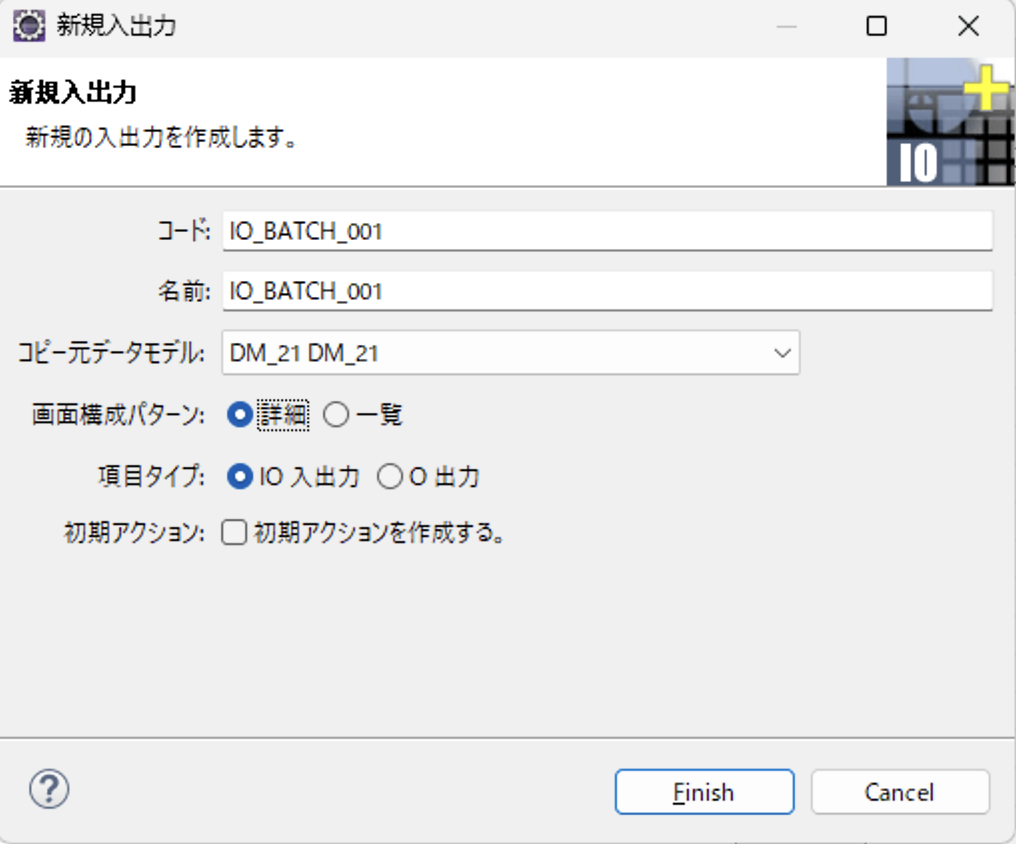 新規入出力
新規入出力
新規の入出力を作成します。
IO
コード: IO_BATCH_001
名前: IO_BATCH_001
コピー元データモデル: DM_21 DM_21
画面構成パターン: 詳細 一覧
項目タイプ: IO 入出力 O 出力
初期アクション: 初期アクションを作成する。
? Finish Cancel